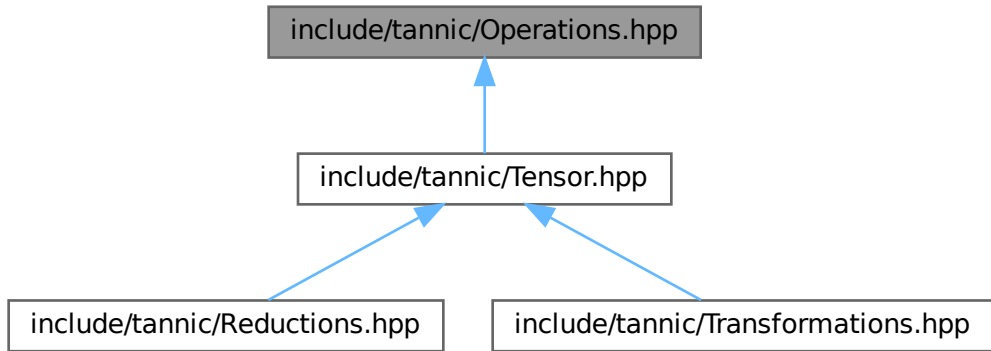 include/tannic/Operations.hpp
include/tannic/Tensor.hpp
include/tannic/Reductions.hpp
include/tannic/Transformations.hpp